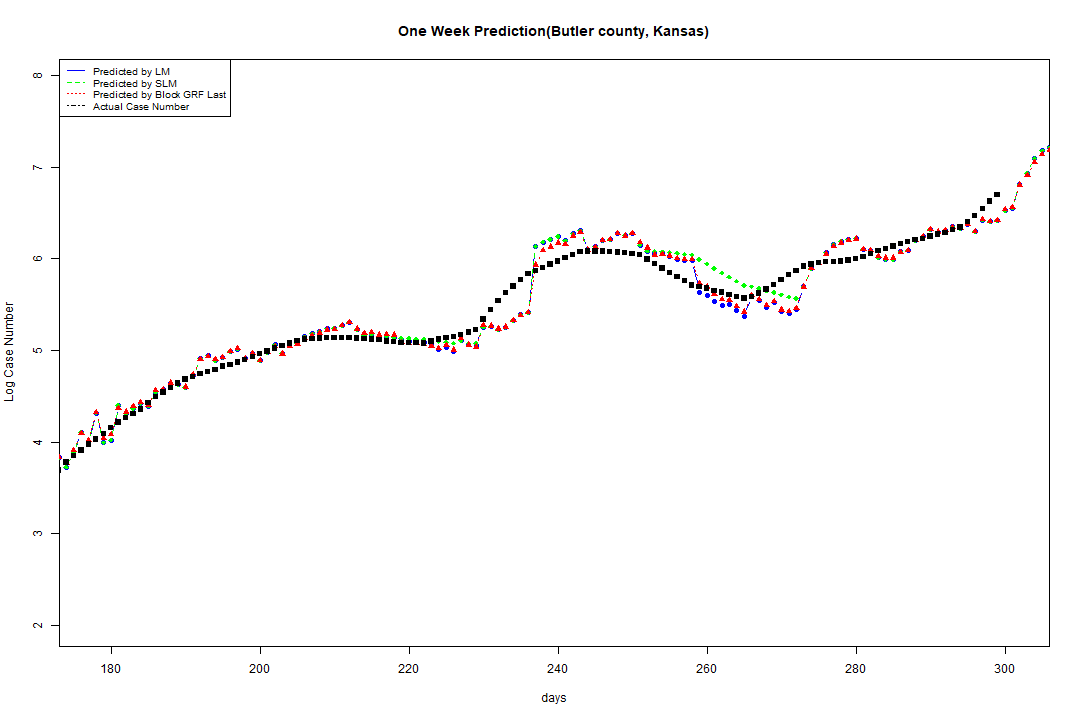 One Week Prediction(Butler county, Kansas)
Predicted by LM
Predicted by SLM
Predicted by Block GRF Last
Actual Case Number
8
7
6
5
4
3
2
Log Case Number
180 200 220 240 260 280 300
days